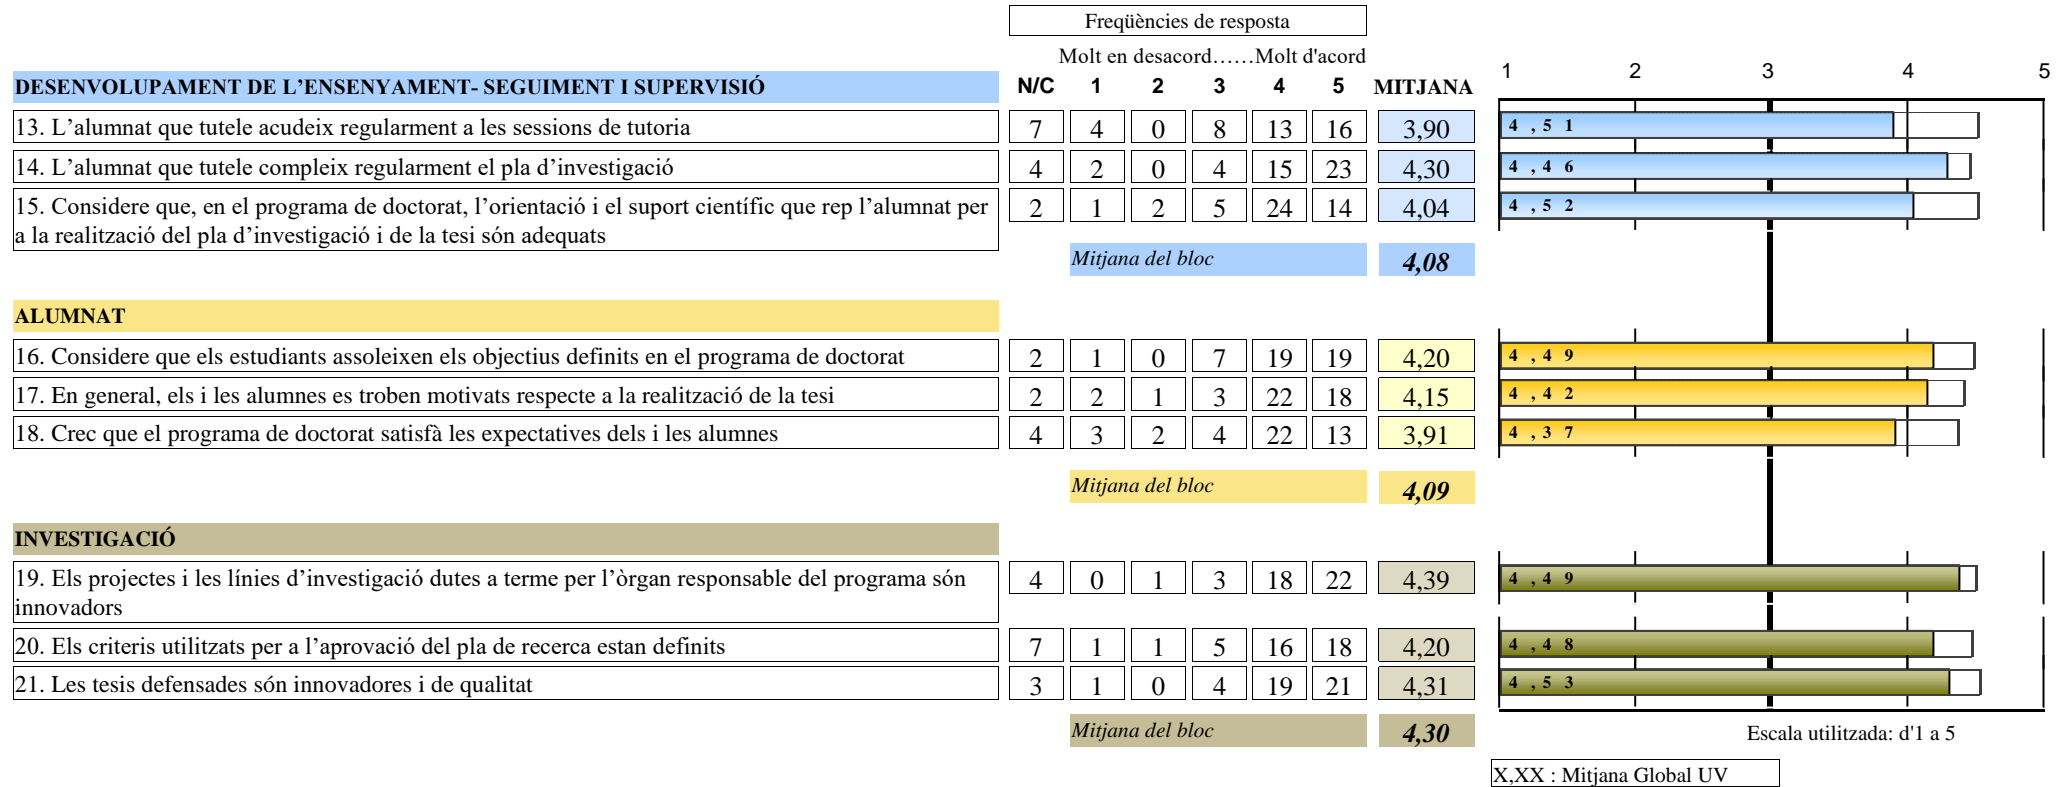 Freqüències de resposta
Molt en desacord……Molt d'acord
DESENVOLUPAMENT DE L’ENSENYAMENT- SEGUIMENT I SUPERVISIÓ N/C 1 2 3 4 5 MITJANA 1 2 3 4 5
13. L’alumnat que tutele acudeix regularment a les sessions de tutoria 7 4 0 8 13 16 3,90 4,51
14. L’alumnat que tutele compleix regularment el pla d’investigació 4 2 0 4 15 23 4,30 4,46
15. Considere que, en el programa de doctorat, l’orientació i el suport científic que rep l’alumnat per 2 1 2 5 24 14 4,04 4,52
a la realització del pla d’investigació i de la tesi són adequats
Mitjana del bloc 4,08
ALUMNAT
16. Considere que els estudiants assoleixen els objectius definits en el programa de doctorat 2 1 0 7 19 19 4,20 4,49
17. En general, els i les alumnes es troben motivats respecte a la realització de la tesi 2 2 1 3 22 18 4,15 4,42
18. Crec que el programa de doctorat satisfà les expectatives dels i les alumnes 4 3 2 4 22 13 3,91 4,37
Mitjana del bloc 4,09
INVESTIGACIÓ
19. Els projectes i les línies d’investigació dutes a terme per l’òrgan responsable del programa són 4 0 1 3 18 22 4,39 4,49
innovadors
20. Els criteris utilitzats per a l’aprovació del pla de recerca estan definits 7 1 1 5 16 18 4,20 4,48
21. Les tesis defensades són innovadores i de qualitat 3 1 0 4 19 21 4,31 4,53
Mitjana del bloc 4,30
Escala utilitzada: d'1 a 5
X,XX : Mitjana Global UV